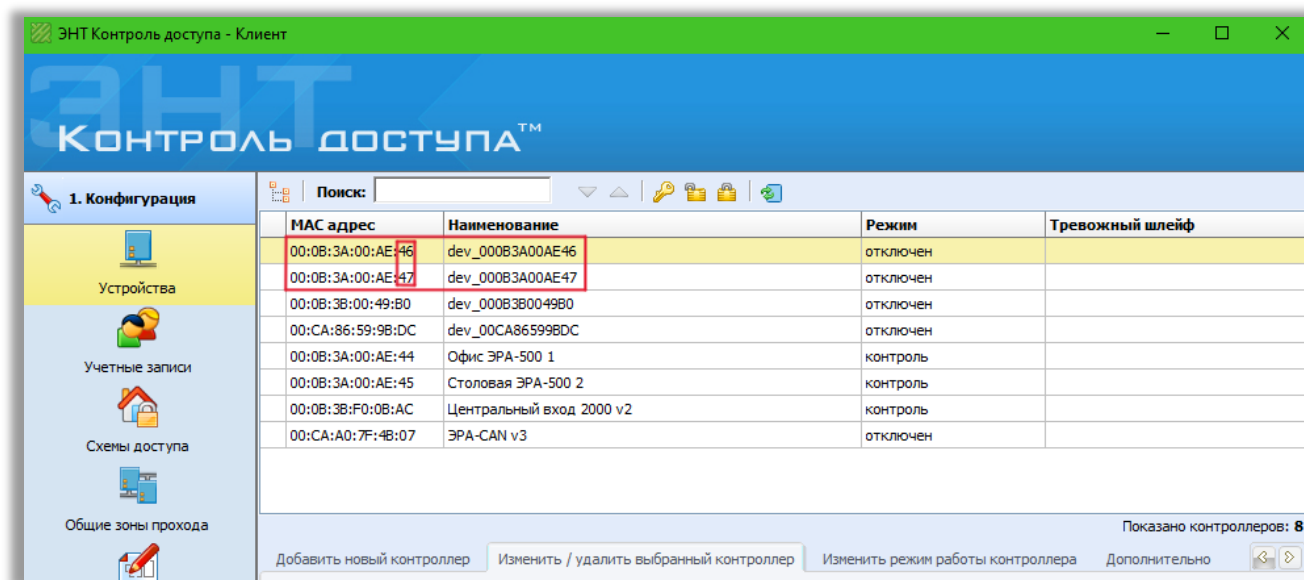 ЭНТ Контроль доступа - Клиент
ЭНТ
Контроль доступа™
1. Конфигурация
Поиск:
MAC адрес Наименование Режим Тревожный шлейф
00:0B:3A:00:AE:46 dev_000B3A00AE46 отключен
00:0B:3A:00:AE:47 dev_000B3A00AE47 отключен
Устройства
00:0B:3B:00:49:B0 dev_000B3B0049B0 отключен
00:CA:86:59:9B:DC dev_00CA86599BDC отключен
00:0B:3A:00:AE:44 Офис ЭРА-500 1 контроль
Учетные записи
00:0B:3A:00:AE:45 Столовая ЭРА-500 2 контроль
00:0B:3B:F0:0B:AC Центральный вход 2000 v2 контроль
00:CA:A0:7F:4B:07 ЭРА-CAN v3 отключен
Схемы доступа
Общие зоны прохода
Показано контроллеров: 8
Добавить новый контроллер Изменить / удалить выбранный контроллер Изменить режим работы контроллера Дополнительно